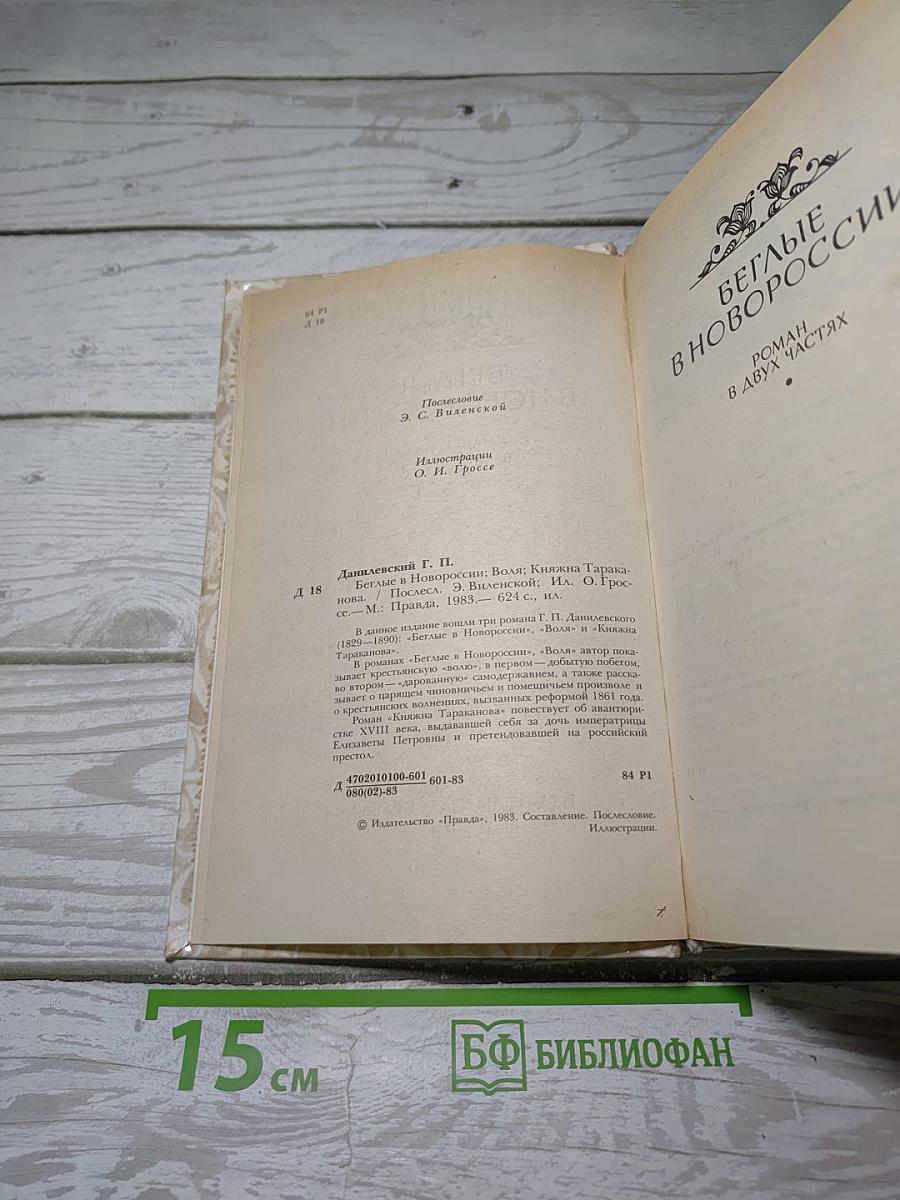 84 Р1
Д 18
Послесловие
Э. С. Виленской
Иллюстрации
О. И. Гроссе
Данилевский Г. П.
Д 18
Беглые в Новороссии; Воля; Княжна Тарака-
нова. / Послесл. Э. Виленской; Ил. О. Грос-
се.— М.: Правда, 1983.— 624 с., ил.
В данное издание вошли три романа Г. П. Данилевского
(1829—1890): «Беглые в Новороссии», «Воля» и «Княжна
Тараканова».
В романах «Беглые в Новороссии», «Воля» автор пока-
зывает крестьянскую «волю», в первом — добытую побегом,
во втором — «дарованную» самодержавием, а также расска-
зывает о царящем чиновничьем и помещичьем произволе и
о крестьянских волнениях, вызванных реформой 1861 года.
Роман «Княжна Тараканова» повествует об авантюри-
стке XVIII века, выдававшей себя за дочь императрицы
Елизаветы Петровны и претендовавшей на российский
престол.
Д 4702010100-601 601-83
080(02)-83
84 Р1
© Издательство «Правда», 1983. Составление. Послесловие.
Иллюстрации.
БЕГЛЫЕ
В НОВОРОССИИ
РОМАН
В ДВУХ ЧАСТЯХ
15 см
БФ БИБЛИОФАН